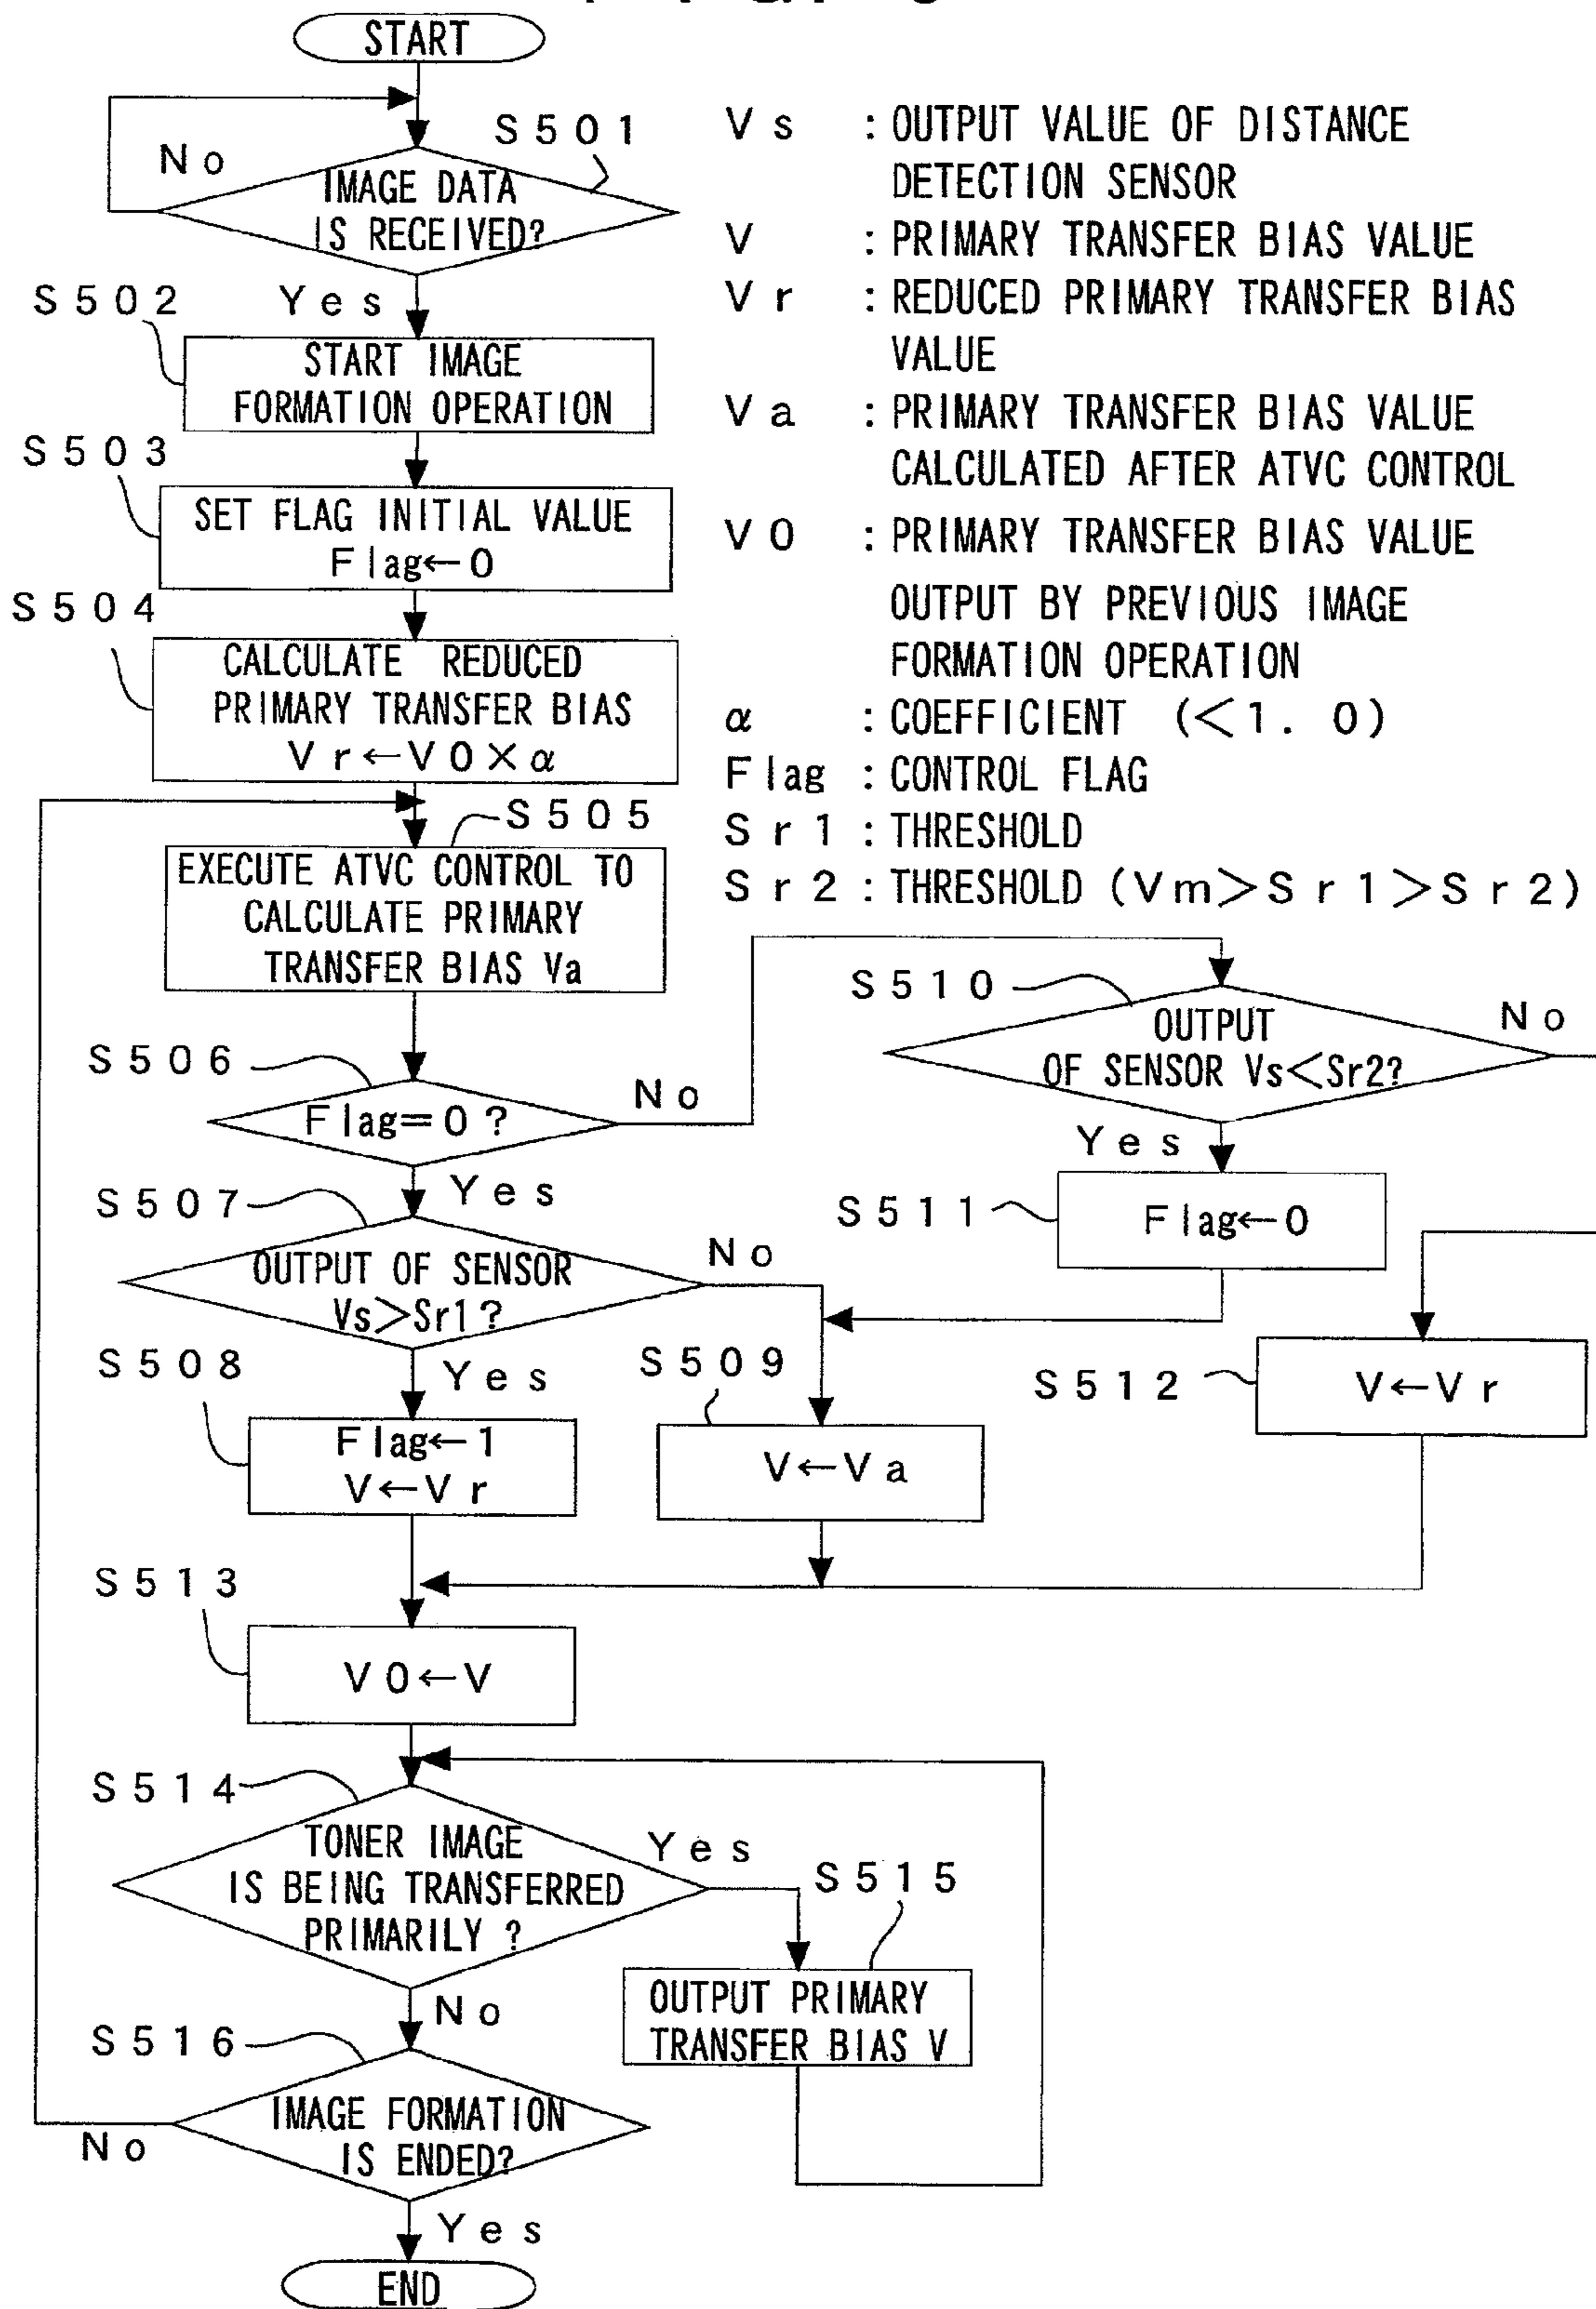 START
S501
No
IMAGE DATA
IS RECEIVED?
Yes
S502
START IMAGE
FORMATION OPERATION
S503
SET FLAG INITIAL VALUE
Flag←0
S504
CALCULATE REDUCED
PRIMARY TRANSFER BIAS
Vr←V0×α
S505
EXECUTE ATVC CONTROL TO
CALCULATE PRIMARY
TRANSFER BIAS Va
S506
Flag=0?
No
Yes
S507
OUTPUT OF SENSOR
Vs>Sr1?
No
Yes
S508
Flag←1
V←Vr
S509
V←Va
S510
OUTPUT
OF SENSOR Vs<Sr2?
No
Yes
S511
Flag←0
S512
V←Vr
S513
V0←V
S514
TONER IMAGE
IS BEING TRANSFERRED
PRIMARILY ?
Yes
S515
OUTPUT PRIMARY
TRANSFER BIAS V
No
S516
IMAGE FORMATION
IS ENDED?
No
Yes
END
Vs : OUTPUT VALUE OF DISTANCE
DETECTION SENSOR
V : PRIMARY TRANSFER BIAS VALUE
Vr : REDUCED PRIMARY TRANSFER BIAS
VALUE
Va : PRIMARY TRANSFER BIAS VALUE
CALCULATED AFTER ATVC CONTROL
V0 : PRIMARY TRANSFER BIAS VALUE
OUTPUT BY PREVIOUS IMAGE
FORMATION OPERATION
α : COEFFICIENT (<1. 0)
Flag : CONTROL FLAG
Sr1 : THRESHOLD
Sr2 : THRESHOLD (Vm>Sr1>Sr2)